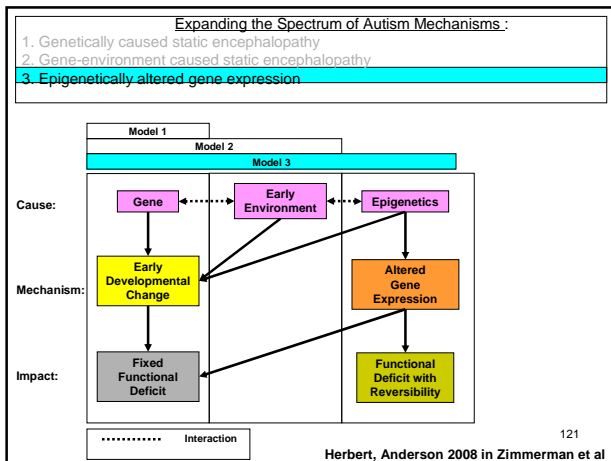 Expanding the Spectrum of Autism Mechanisms :
1. Genetically caused static encephalopathy
2. Gene-environment caused static encephalopathy
3. Epigenetically altered gene expression
Model 1
Model 2
Model 3
Cause:
Gene
Early
Environment
Epigenetics
Mechanism:
Early
Developmental
Change
Altered
Gene
Expression
Impact:
Fixed
Functional
Deficit
Functional
Deficit with
Reversibility
Interaction
121
Herbert, Anderson 2008 in Zimmerman et al